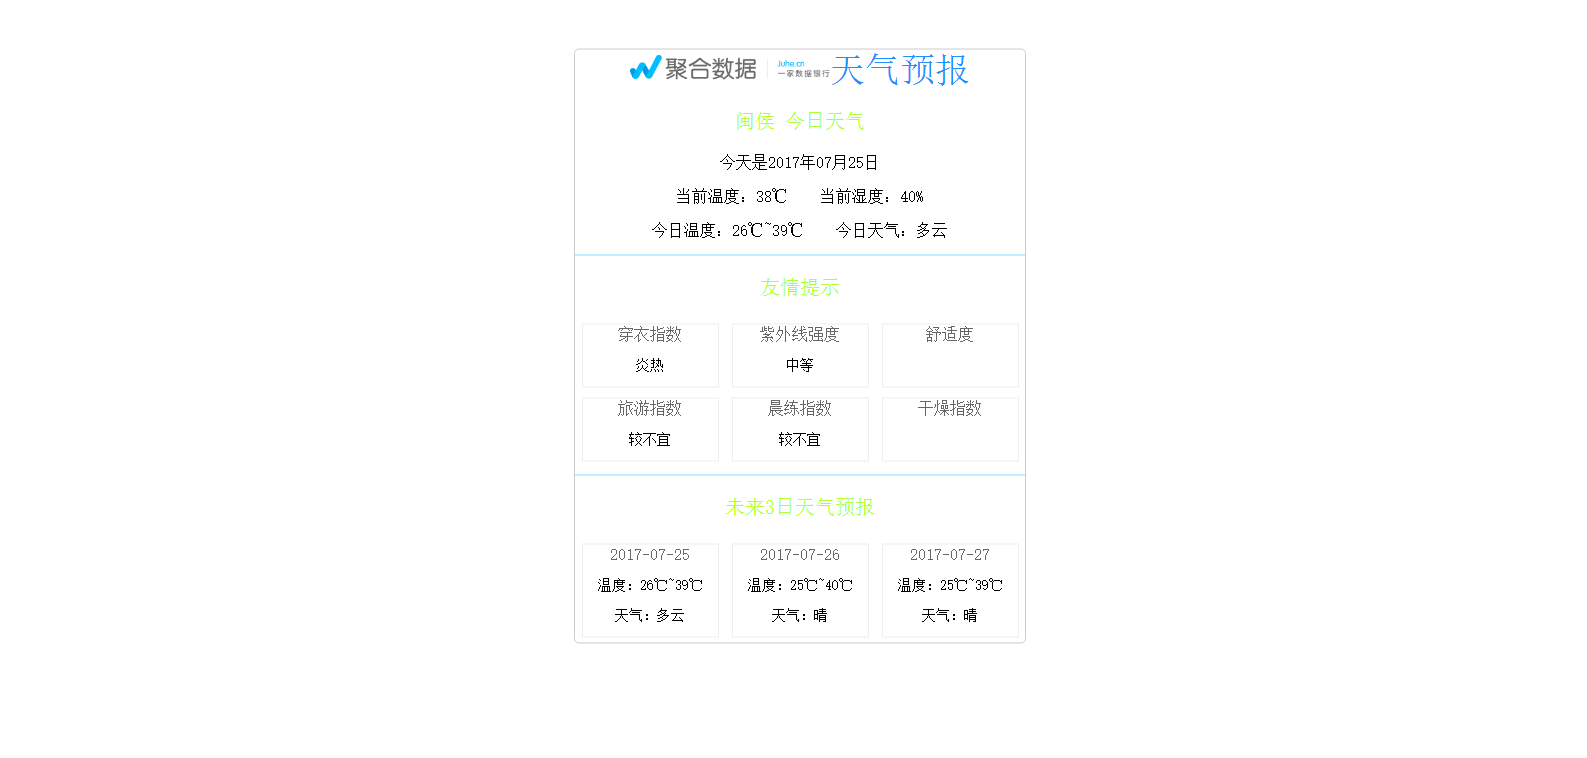 聚合数据 Juhe.cn 一家数据银行 天气预报
闽侯 今日天气
今天是2017年07月25日
当前温度：38℃ 当前湿度：40%
今日温度：26℃~39℃ 今日天气：多云
友情提示
穿衣指数 紫外线强度 舒适度
炎热 中等
旅游指数 晨练指数 干燥指数
较不宜 较不宜
未来3日天气预报
2017-07-25 2017-07-26 2017-07-27
温度：26℃~39℃ 温度：25℃~40℃ 温度：25℃~39℃
天气：多云 天气：晴 天气：晴